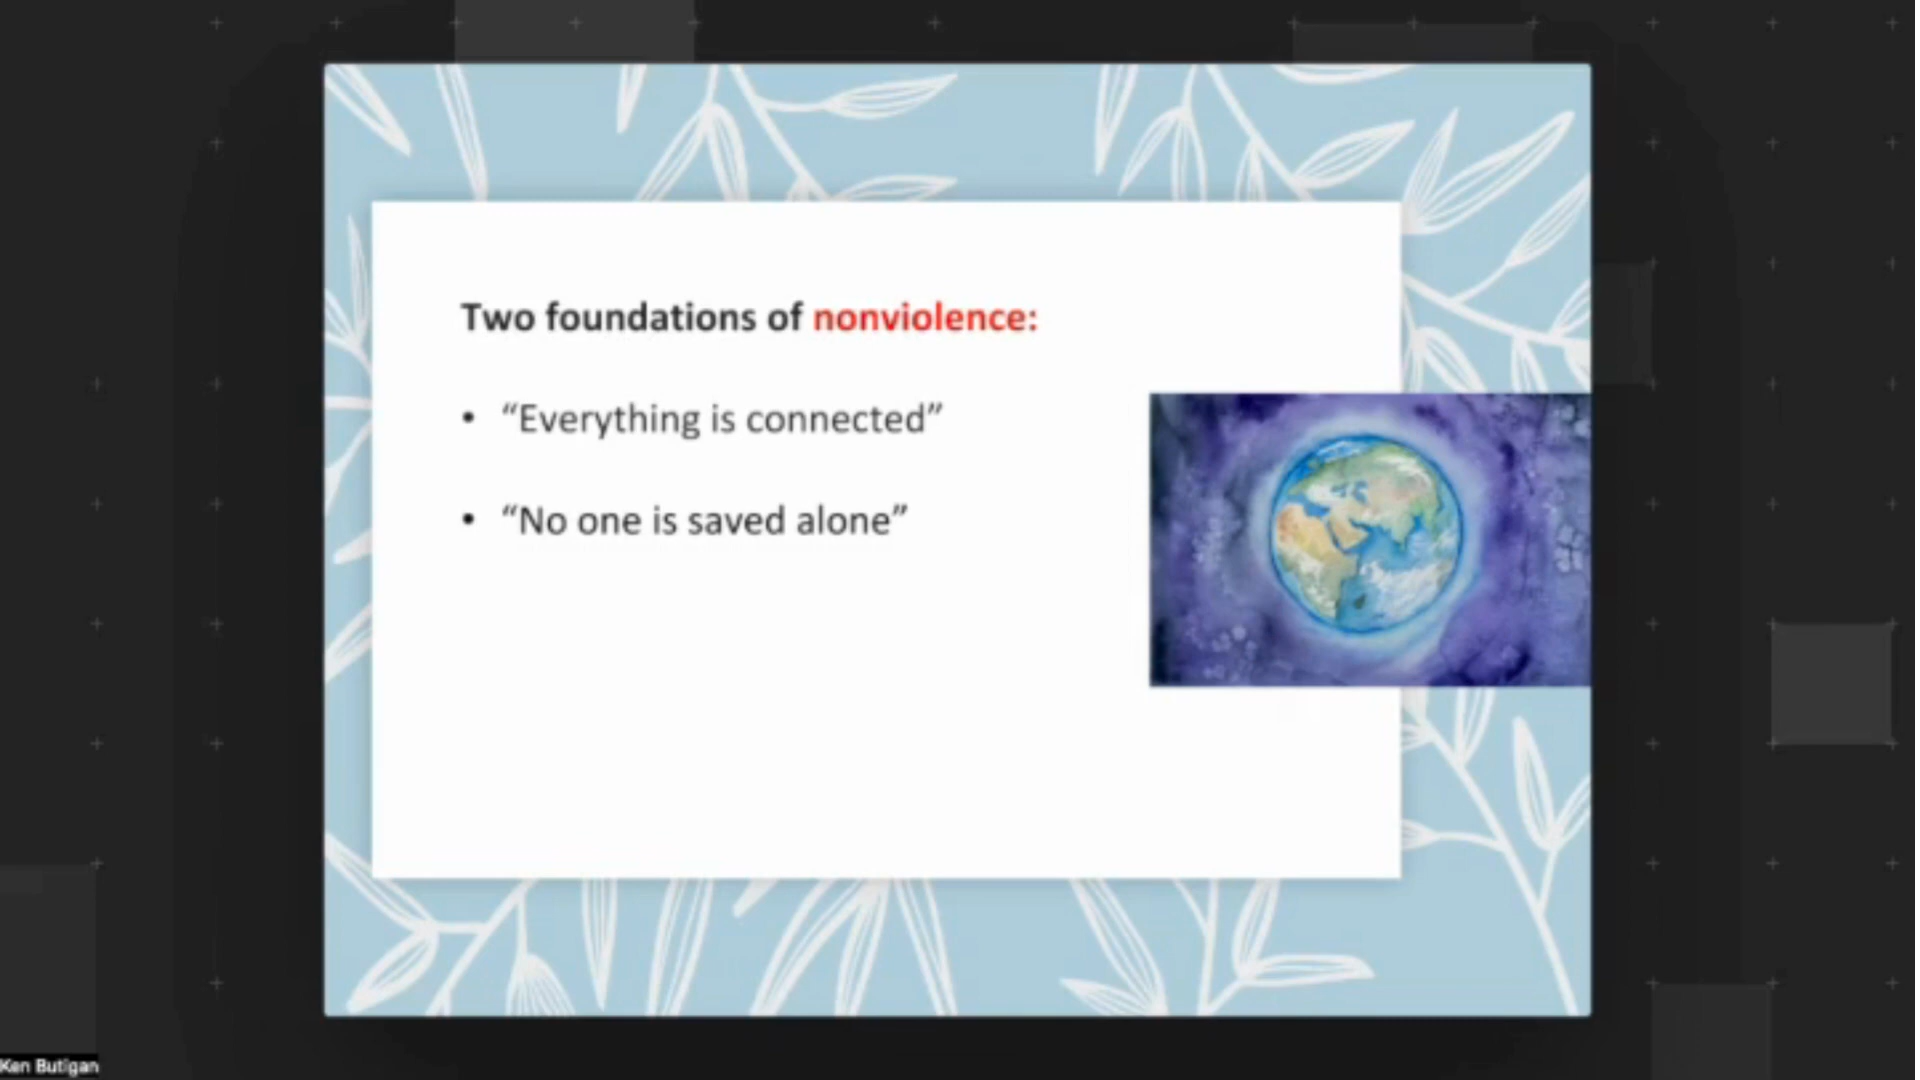 Two foundations of nonviolence:
• “Everything is connected”
• “No one is saved alone”
Ken Butigan